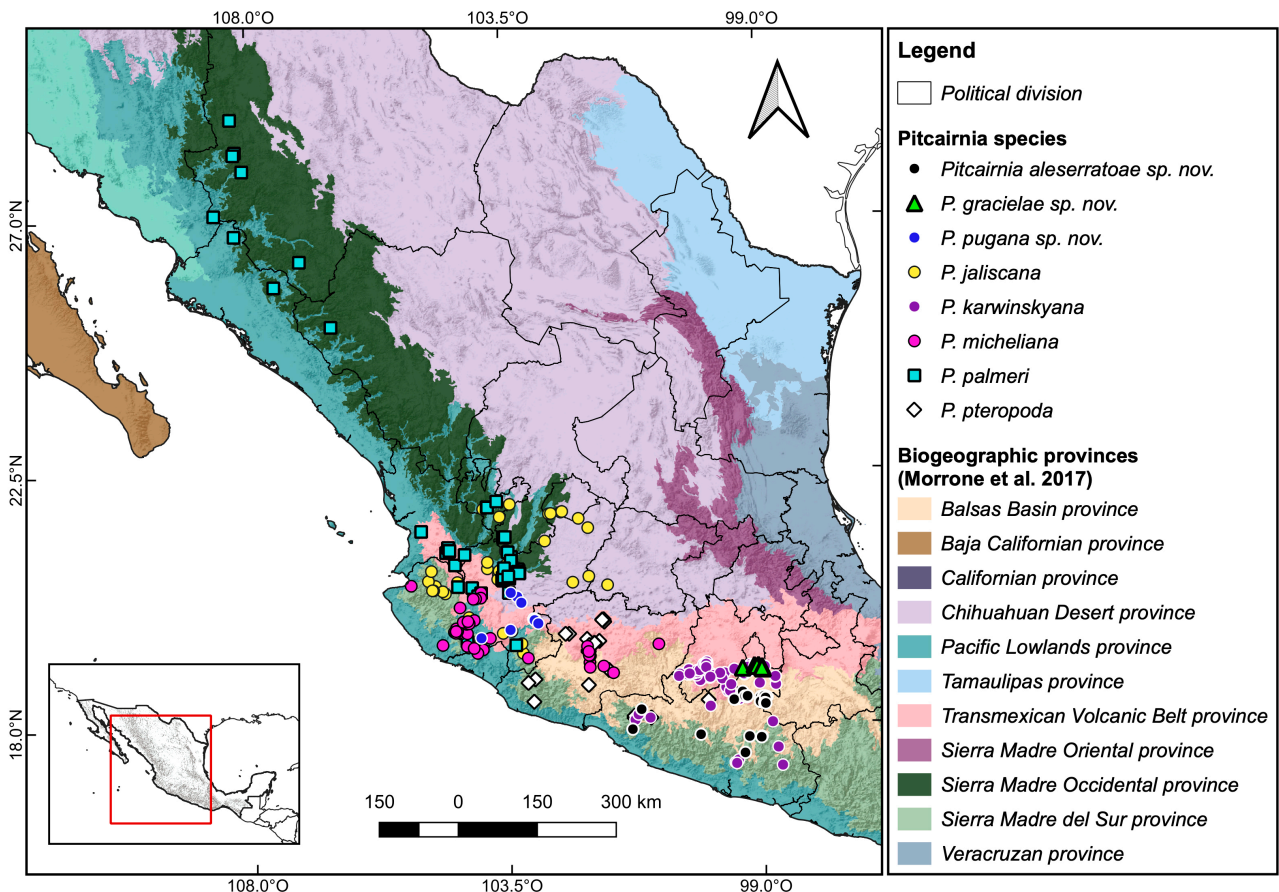 108.0°O 103.5°O 99.0°O
27.0°N
22.5°N
18.0°N
150 0 150 300 km
108.0°O 103.5°O 99.0°O
Legend
Political division
Pitcairnia species
Pitcairnia aleserratoae sp. nov.
P. gracielae sp. nov.
P. pugana sp. nov.
P. jaliscana
P. karwinskyana
P. micheliana
P. palmeri
P. pteropoda
Biogeographic provinces
(Morrone et al. 2017)
Balsas Basin province
Baja Californian province
Californian province
Chihuahuan Desert province
Pacific Lowlands province
Tamaulipas province
Transmexican Volcanic Belt province
Sierra Madre Oriental province
Sierra Madre Occidental province
Sierra Madre del Sur province
Veracruzan province